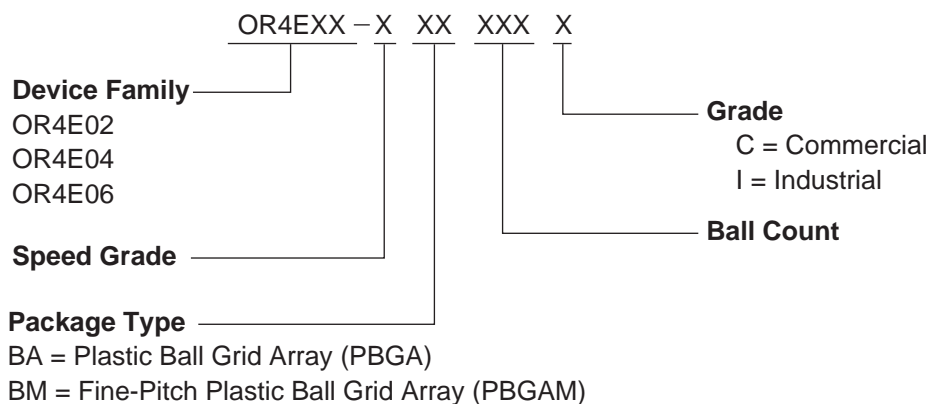 OR4EXX – X XX XXX X
Device Family
OR4E02
OR4E04
OR4E06
Speed Grade
Package Type
BA = Plastic Ball Grid Array (PBGA)
BM = Fine-Pitch Plastic Ball Grid Array (PBGAM)
Grade
C = Commercial
I = Industrial
Ball Count